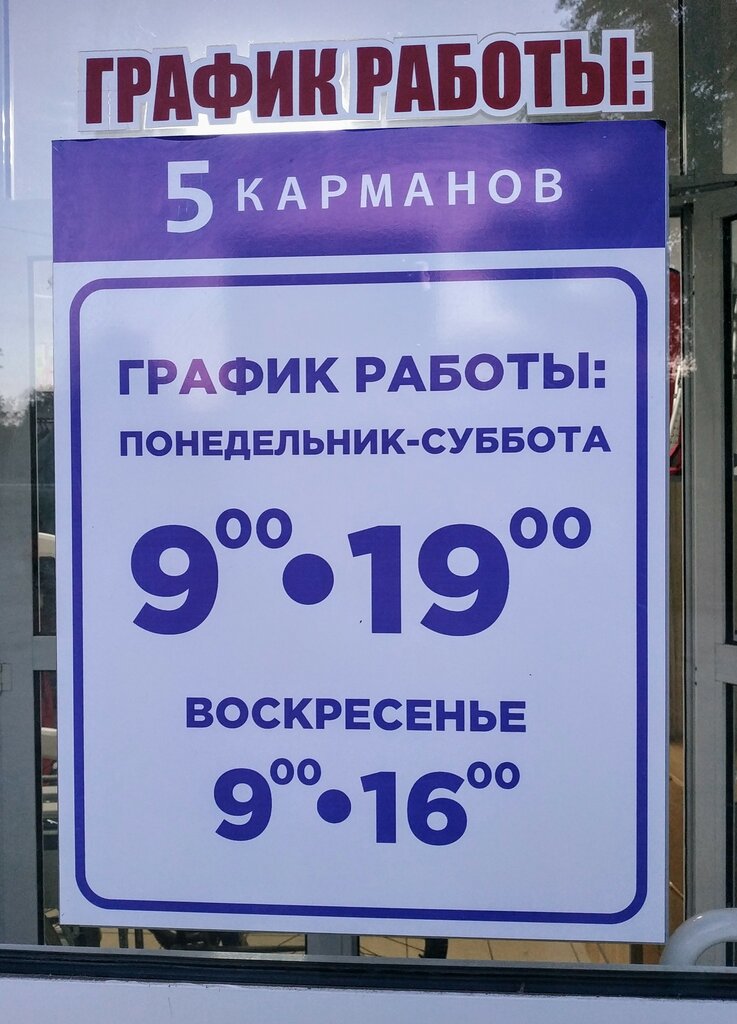 ГРАФИК РАБОТЫ:
5 КАРМАНОВ
ГРАФИК РАБОТЫ:
ПОНЕДЕЛЬНИК-СУББОТА
9⁰⁰•19⁰⁰
ВОСКРЕСЕНЬЕ
9⁰⁰•16⁰⁰